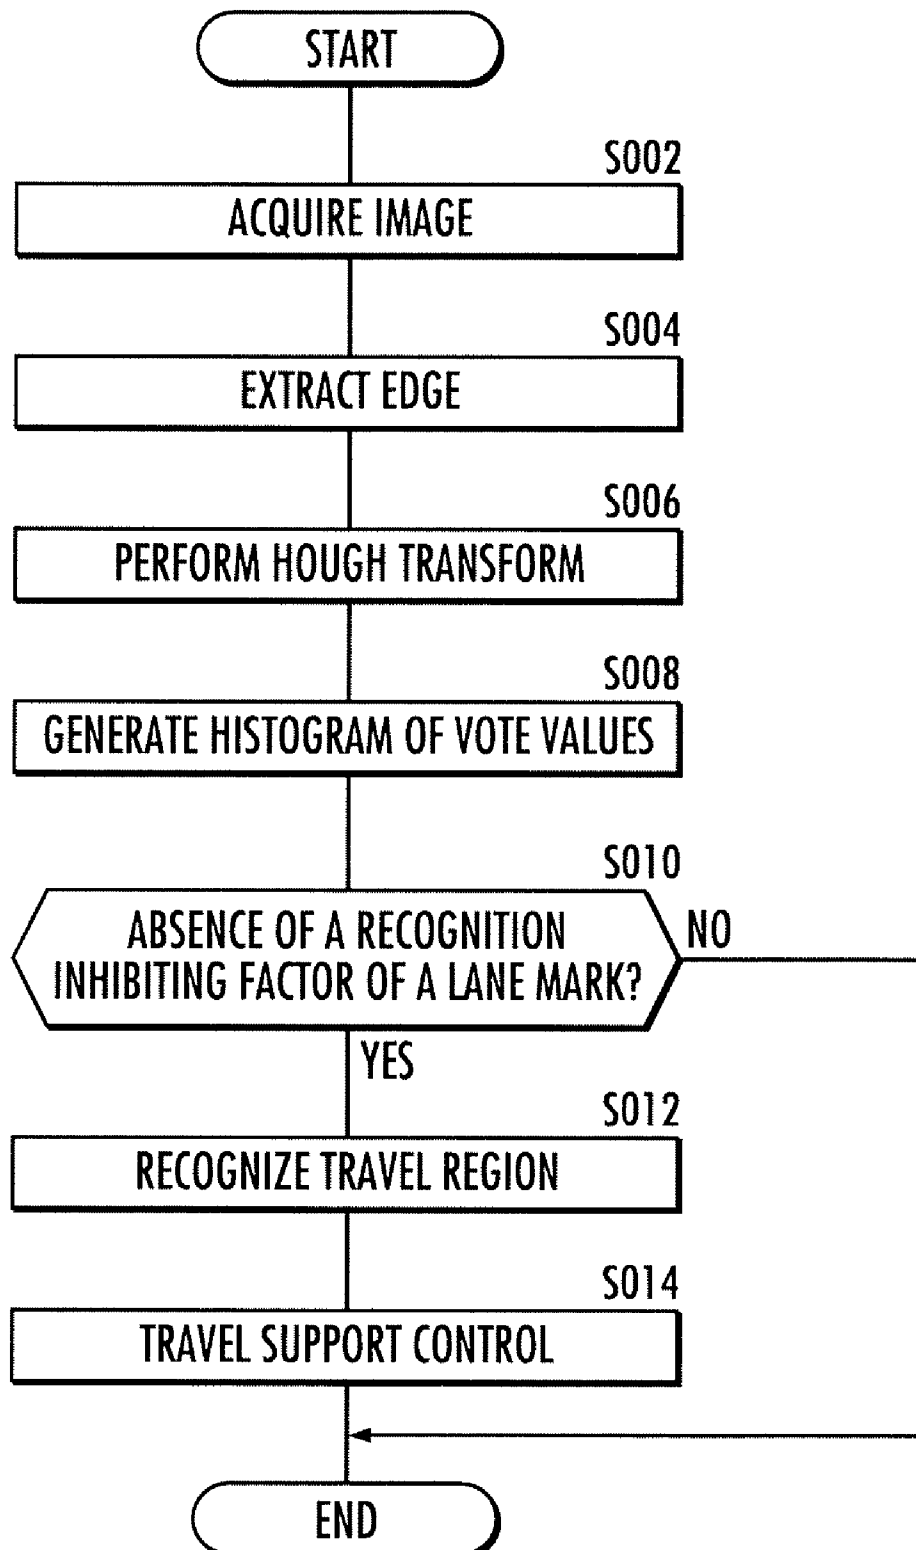 START
S002
ACQUIRE IMAGE
S004
EXTRACT EDGE
S006
PERFORM HOUGH TRANSFORM
S008
GENERATE HISTOGRAM OF VOTE VALUES
S010
ABSENCE OF A RECOGNITION
INHIBITING FACTOR OF A LANE MARK?
NO
YES
S012
RECOGNIZE TRAVEL REGION
S014
TRAVEL SUPPORT CONTROL
END